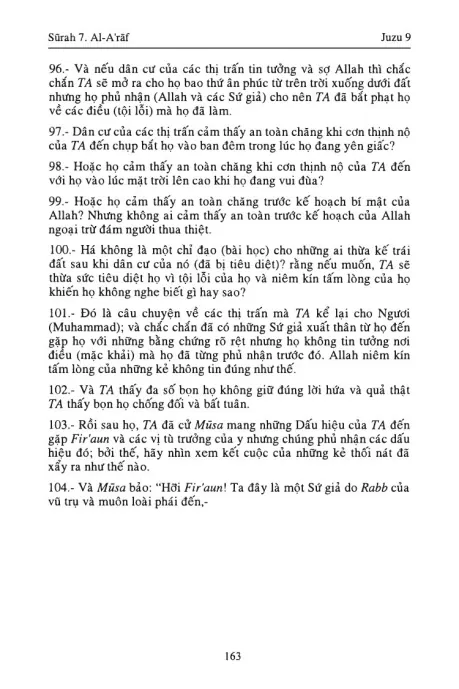 Sūrah 7. Al-A'rāf Juzu 9
96.- Và nếu dân cư của các thị trấn tin tưởng và sợ Allah thì chắc
chắn TA sẽ mở ra cho họ bao thứ ân phúc từ trên trời xuống dưới đất
nhưng họ phủ nhận (Allah và các Sứ giả) cho nên TA đã bắt phạt họ
về các điều (tội lỗi) mà họ đã làm.
97.- Dân cư của các thị trấn cảm thấy an toàn chăng khi cơn thịnh nộ
của TA đến chụp bắt họ vào ban đêm trong lúc họ đang yên giấc?
98.- Hoặc họ cảm thấy an toàn chăng khi cơn thịnh nộ của TA đến
với họ vào lúc mặt trời lên cao khi họ đang vui đùa?
99.- Hoặc họ cảm thấy an toàn chăng trước kế hoạch bí mật của
Allah? Nhưng không ai cảm thấy an toàn trước kế hoạch của Allah
ngoại trừ đám người thua thiệt.
100.- Há không là một chỉ đạo (bài học) cho những ai thừa kế trái
đất sau khi dân cư của nó (đã bị tiêu diệt)? rằng nếu muốn, TA sẽ
thừa sức tiêu diệt họ vì tội lỗi của họ và niêm kín tấm lòng của họ
khiến họ không nghe biết gì hay sao?
101.- Đó là câu chuyện về các thị trấn mà TA kể lại cho Ngươi
(Muhammad); và chắc chắn đã có những Sứ giả xuất thân từ họ đến
gặp họ với những bằng chứng rõ rệt nhưng họ không tin tưởng nơi
điều (mặc khải) mà họ đã từng phủ nhận trước đó. Allah niêm kín
tấm lòng của những kẻ không tin đúng như thế.
102.- Và TA thấy đa số bọn họ không giữ đúng lời hứa và quả thật
TA thấy bọn họ chống đối và bất tuân.
103.- Rồi sau họ, TA đã cử Mūsa mang những Dấu hiệu của TA đến
gặp Fir'aun và các vị tù trưởng của y nhưng chúng phủ nhận các dấu
hiệu đó; bởi thế, hãy nhìn xem kết cuộc của những kẻ thối nát đã
xẩy ra như thế nào.
104.- Và Mūsa bảo: “Hỡi Fir'aun! Ta đây là một Sứ giả do Rabb của
vũ trụ và muôn loài phái đến,-
163